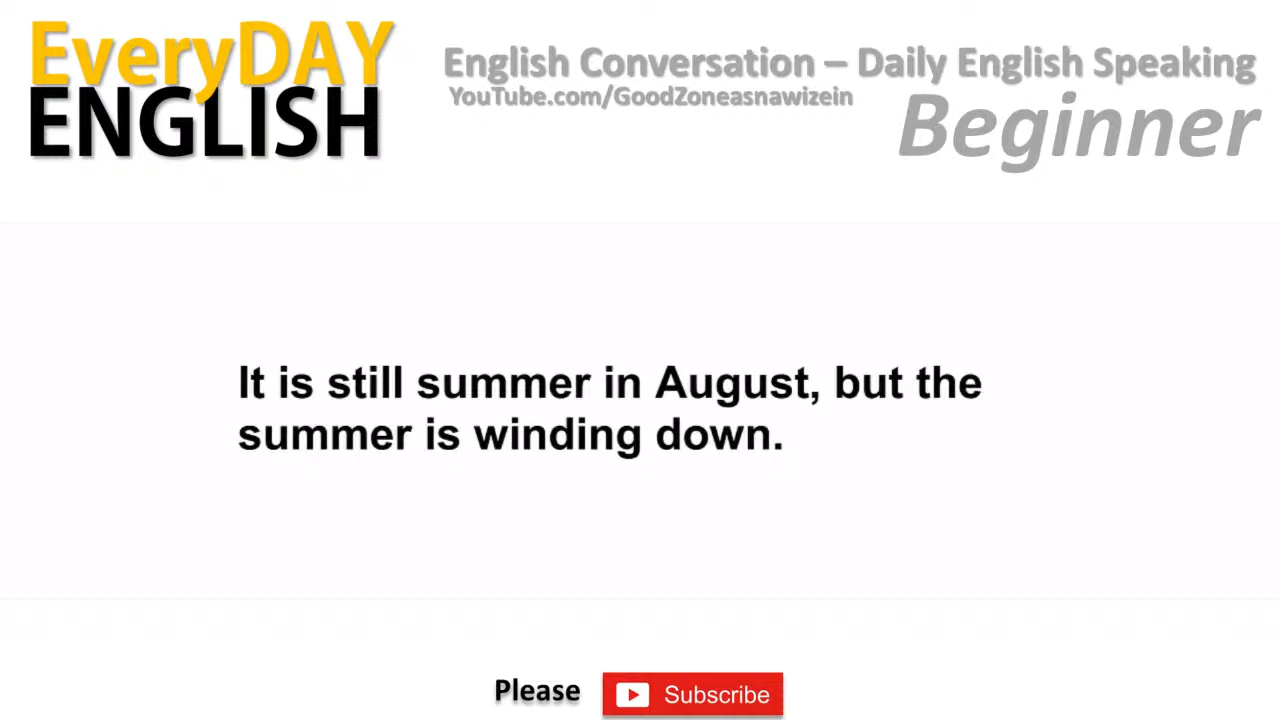 EveryDAY
ENGLISH
English Conversation – Daily English Speaking
YouTube.com/GoodZoneasnawizein
Beginner
It is still summer in August, but the
summer is winding down.
Please
Subscribe